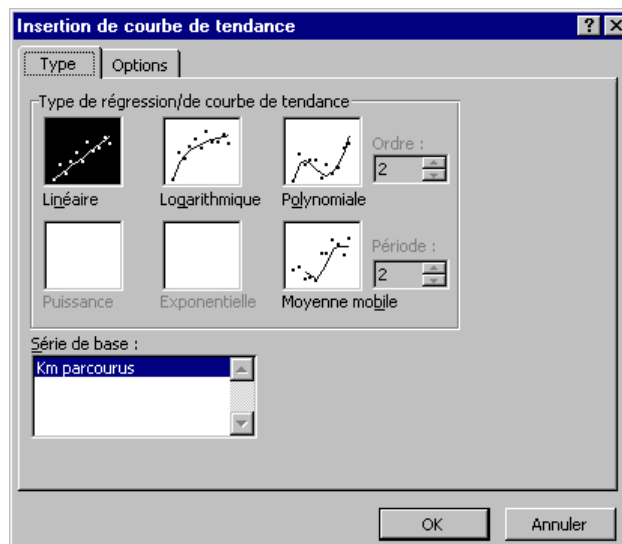 Insertion de courbe de tendance
Type Options
Type de régression/de courbe de tendance
Ordre :
2
Linéaire Logarithmique Polynomiale
Période :
2
Puissance Exponentielle Moyenne mobile
Série de base :
Km parcourus
OK Annuler